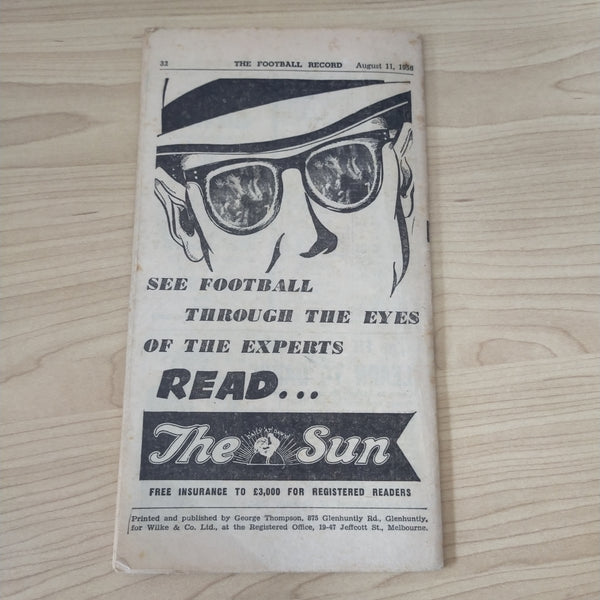 32 THE FOOTBALL RECORD August 11, 1956
SEE FOOTBALL
THROUGH THE EYES
OF THE EXPERTS
READ...
The Sun
FREE INSURANCE TO £3,000 FOR REGISTERED READERS
Printed and published by George Thompson, 875 Glenhuntly Rd., Glenhuntly,
for Wilke & Co. Ltd., at the Registered Office, 19-47 Jeffcott St., Melbourne.